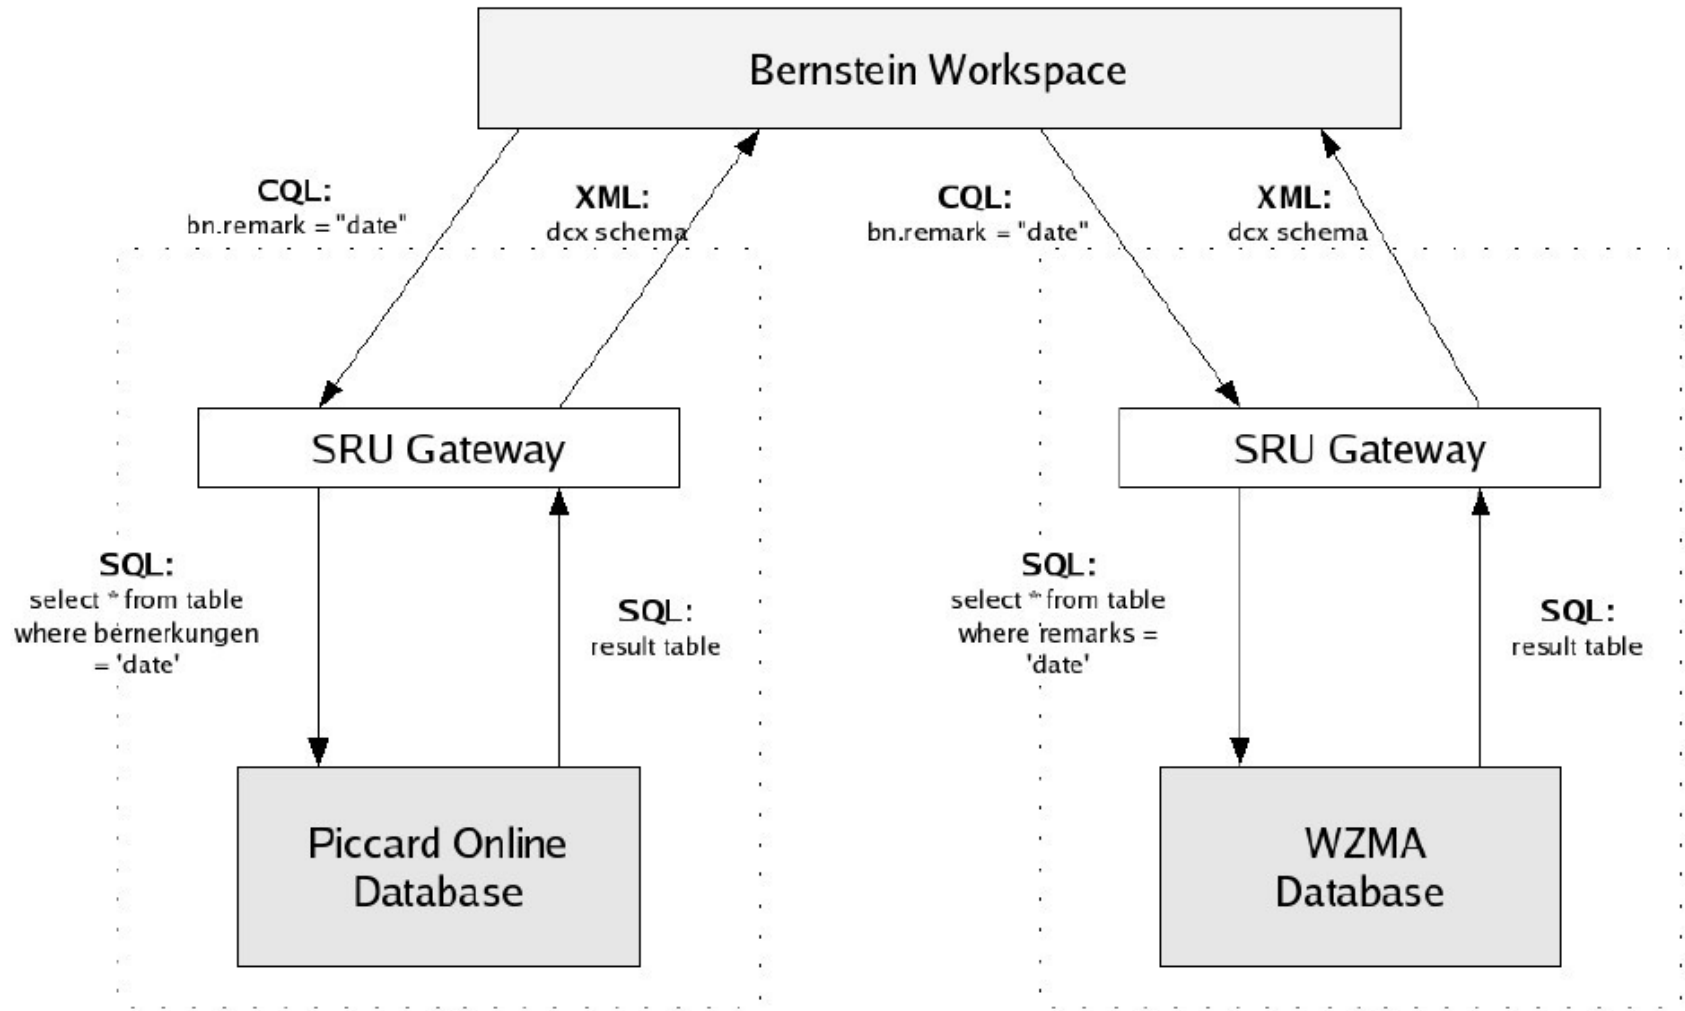 Bernstein Workspace
CQL:
bn.remark = "date"
XML:
dcx schema
CQL:
bn.remark = "date"
XML:
dcx schema
SRU Gateway
SRU Gateway
SQL:
select * from table
where bernerkungen
= 'date'
SQL:
result table
SQL:
select * from table
where remarks =
'date'
SQL:
result table
Piccard Online
Database
WZMA
Database